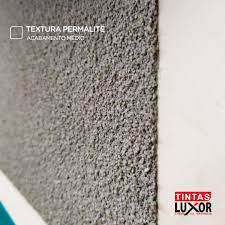 TEXTURA PERMALITE
ACABAMENTO MÉDIO
TINTAS
LUXOR